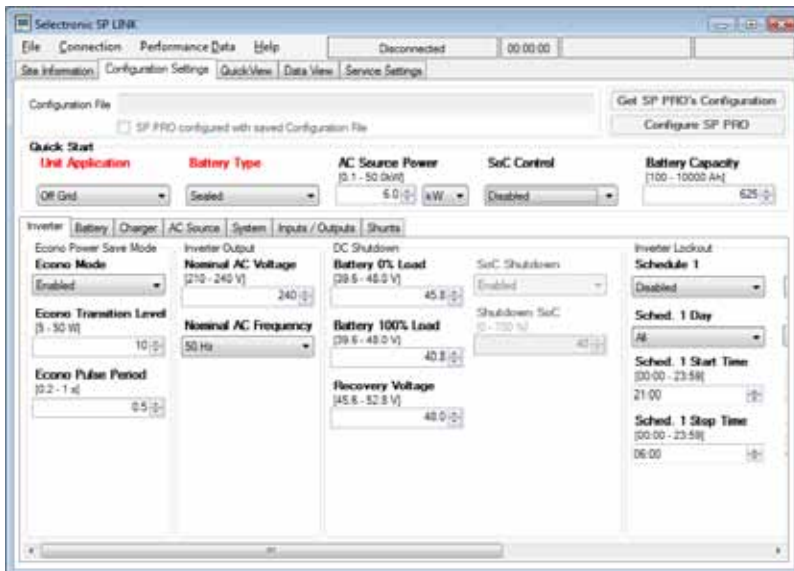 Selectronic SP LINK
File Connection Performance Data Help Disconnected 00:00:00
Site Information Configuration Settings QuickView Data View Service Settings
Configuration File Get SP PRO's Configuration
SP PRO configured with saved Configuration File Configure SP PRO
Quick Start
Unit Application Battery Type AC Source Power SoC Control Battery Capacity
[0.1 - 50.0kW] [100 - 10000 Ah]
Off Grid Sealed 6.0 kW Disabled 625
Inverter Battery Charger AC Source System Inputs / Outputs Shunts
Econo Power Save Mode Inverter Output DC Shutdown Inverter Lockout
Econo Mode Nominal AC Voltage Battery 0% Load SoC Shutdown Schedule 1
[210 - 240 V] [39.6 - 48.0 V]
Enabled 240 45.8 Enabled Disabled
Econo Transition Level Nominal AC Frequency Battery 100% Load Shutdown SoC Sched. 1 Day
[5 - 50 W] [39.6 - 48.0 V] [0 - 100 %]
10 50 Hz 40.8 40 All
Econo Pulse Period Recovery Voltage Sched. 1 Start Time
[0.2 - 1 s] [45.6 - 52.8 V] [00:00 - 23:59]
0.5 48.0 21:00
Sched. 1 Stop Time
[00:00 - 23:59]
06:00